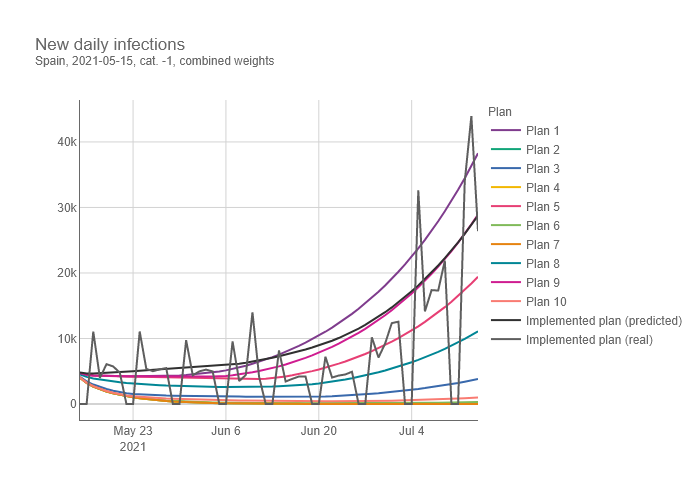 New daily infections
Spain, 2021-05-15, cat. -1, combined weights
Plan
Plan 1
Plan 2
Plan 3
Plan 4
Plan 5
Plan 6
Plan 7
Plan 8
Plan 9
Plan 10
Implemented plan (predicted)
Implemented plan (real)
40k
30k
20k
10k
0
May 23
2021
Jun 6
Jun 20
Jul 4